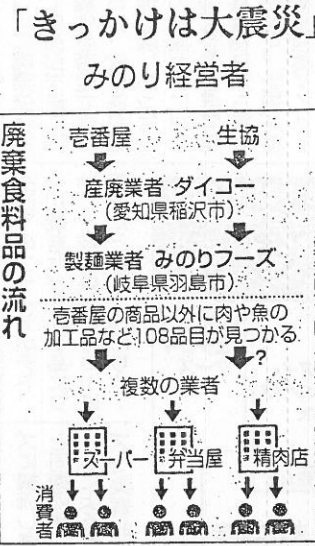 「きっかけは大震災」
みのり経営者
廃棄食料品の流れ
壱番屋
生協
産廃業者 ダイコー
（愛知県稲沢市）
製麺業者 みのりフーズ
（岐阜県羽島市）
壱番屋の商品以外に肉や魚の
加工品など108品目が見つかる
?
複数の業者
スーパー
弁当屋
精肉店
消費者